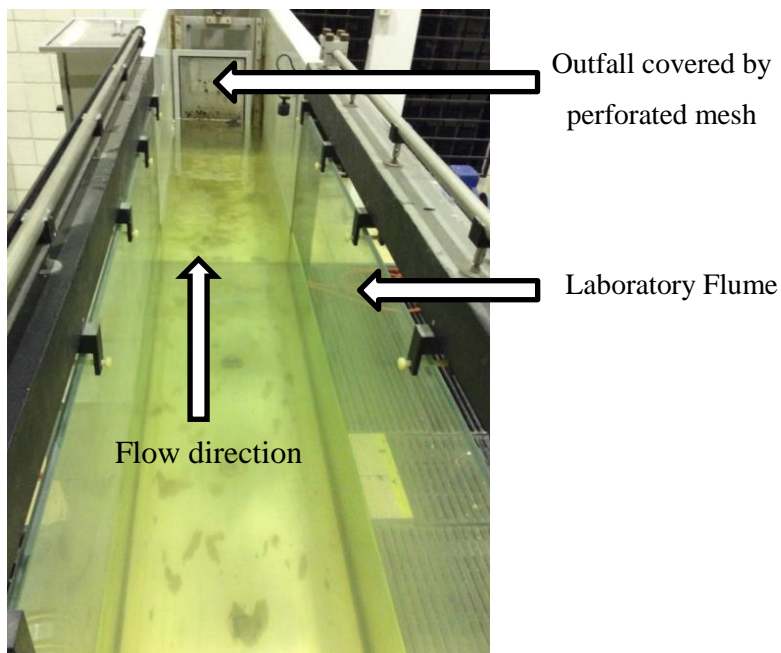 Outfall covered by
perforated mesh
Laboratory Flume
Flow direction